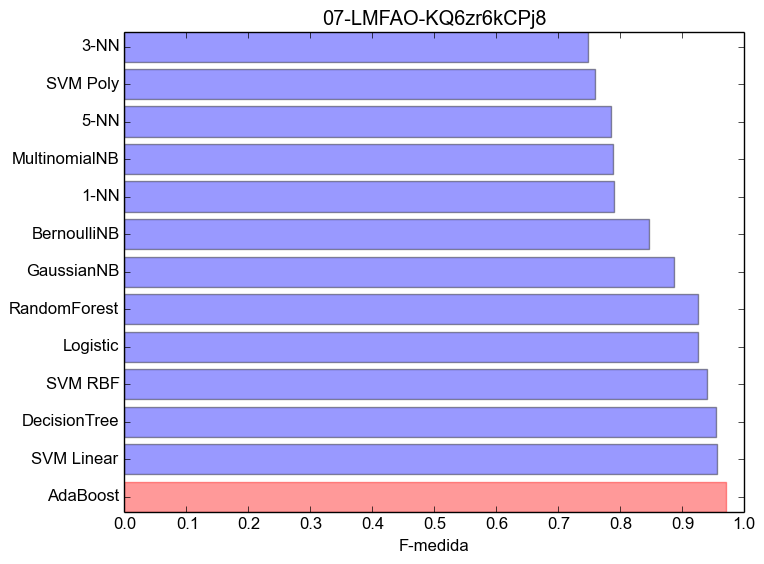 07-LMFAO-KQ6zr6kCPj8
3-NN
SVM Poly
5-NN
MultinomialNB
1-NN
BernoulliNB
GaussianNB
RandomForest
Logistic
SVM RBF
DecisionTree
SVM Linear
AdaBoost
0.0 0.1 0.2 0.3 0.4 0.5 0.6 0.7 0.8 0.9 1.0
F-medida